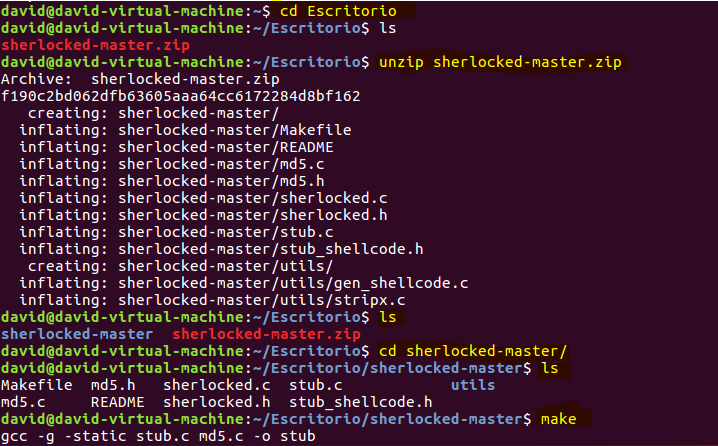 david@david-virtual-machine:~$ cd Escritorio
david@david-virtual-machine:~/Escritorio$ ls
sherlocked-master.zip
david@david-virtual-machine:~/Escritorio$ unzip sherlocked-master.zip
Archive:  sherlocked-master.zip
f190c2bd062dfb63605aaa64cc6172284d8bf162
   creating: sherlocked-master/
  inflating: sherlocked-master/Makefile
  inflating: sherlocked-master/README
  inflating: sherlocked-master/md5.c
  inflating: sherlocked-master/md5.h
  inflating: sherlocked-master/sherlocked.c
  inflating: sherlocked-master/sherlocked.h
  inflating: sherlocked-master/stub.c
  inflating: sherlocked-master/stub_shellcode.h
   creating: sherlocked-master/utils/
  inflating: sherlocked-master/utils/gen_shellcode.c
  inflating: sherlocked-master/utils/stripx.c
david@david-virtual-machine:~/Escritorio$ ls
sherlocked-master  sherlocked-master.zip
david@david-virtual-machine:~/Escritorio$ cd sherlocked-master/
david@david-virtual-machine:~/Escritorio/sherlocked-master$ ls
Makefile  md5.h   sherlocked.c  stub.c            utils
md5.c     README  sherlocked.h  stub_shellcode.h
david@david-virtual-machine:~/Escritorio/sherlocked-master$ make
gcc -g -static stub.c md5.c -o stub